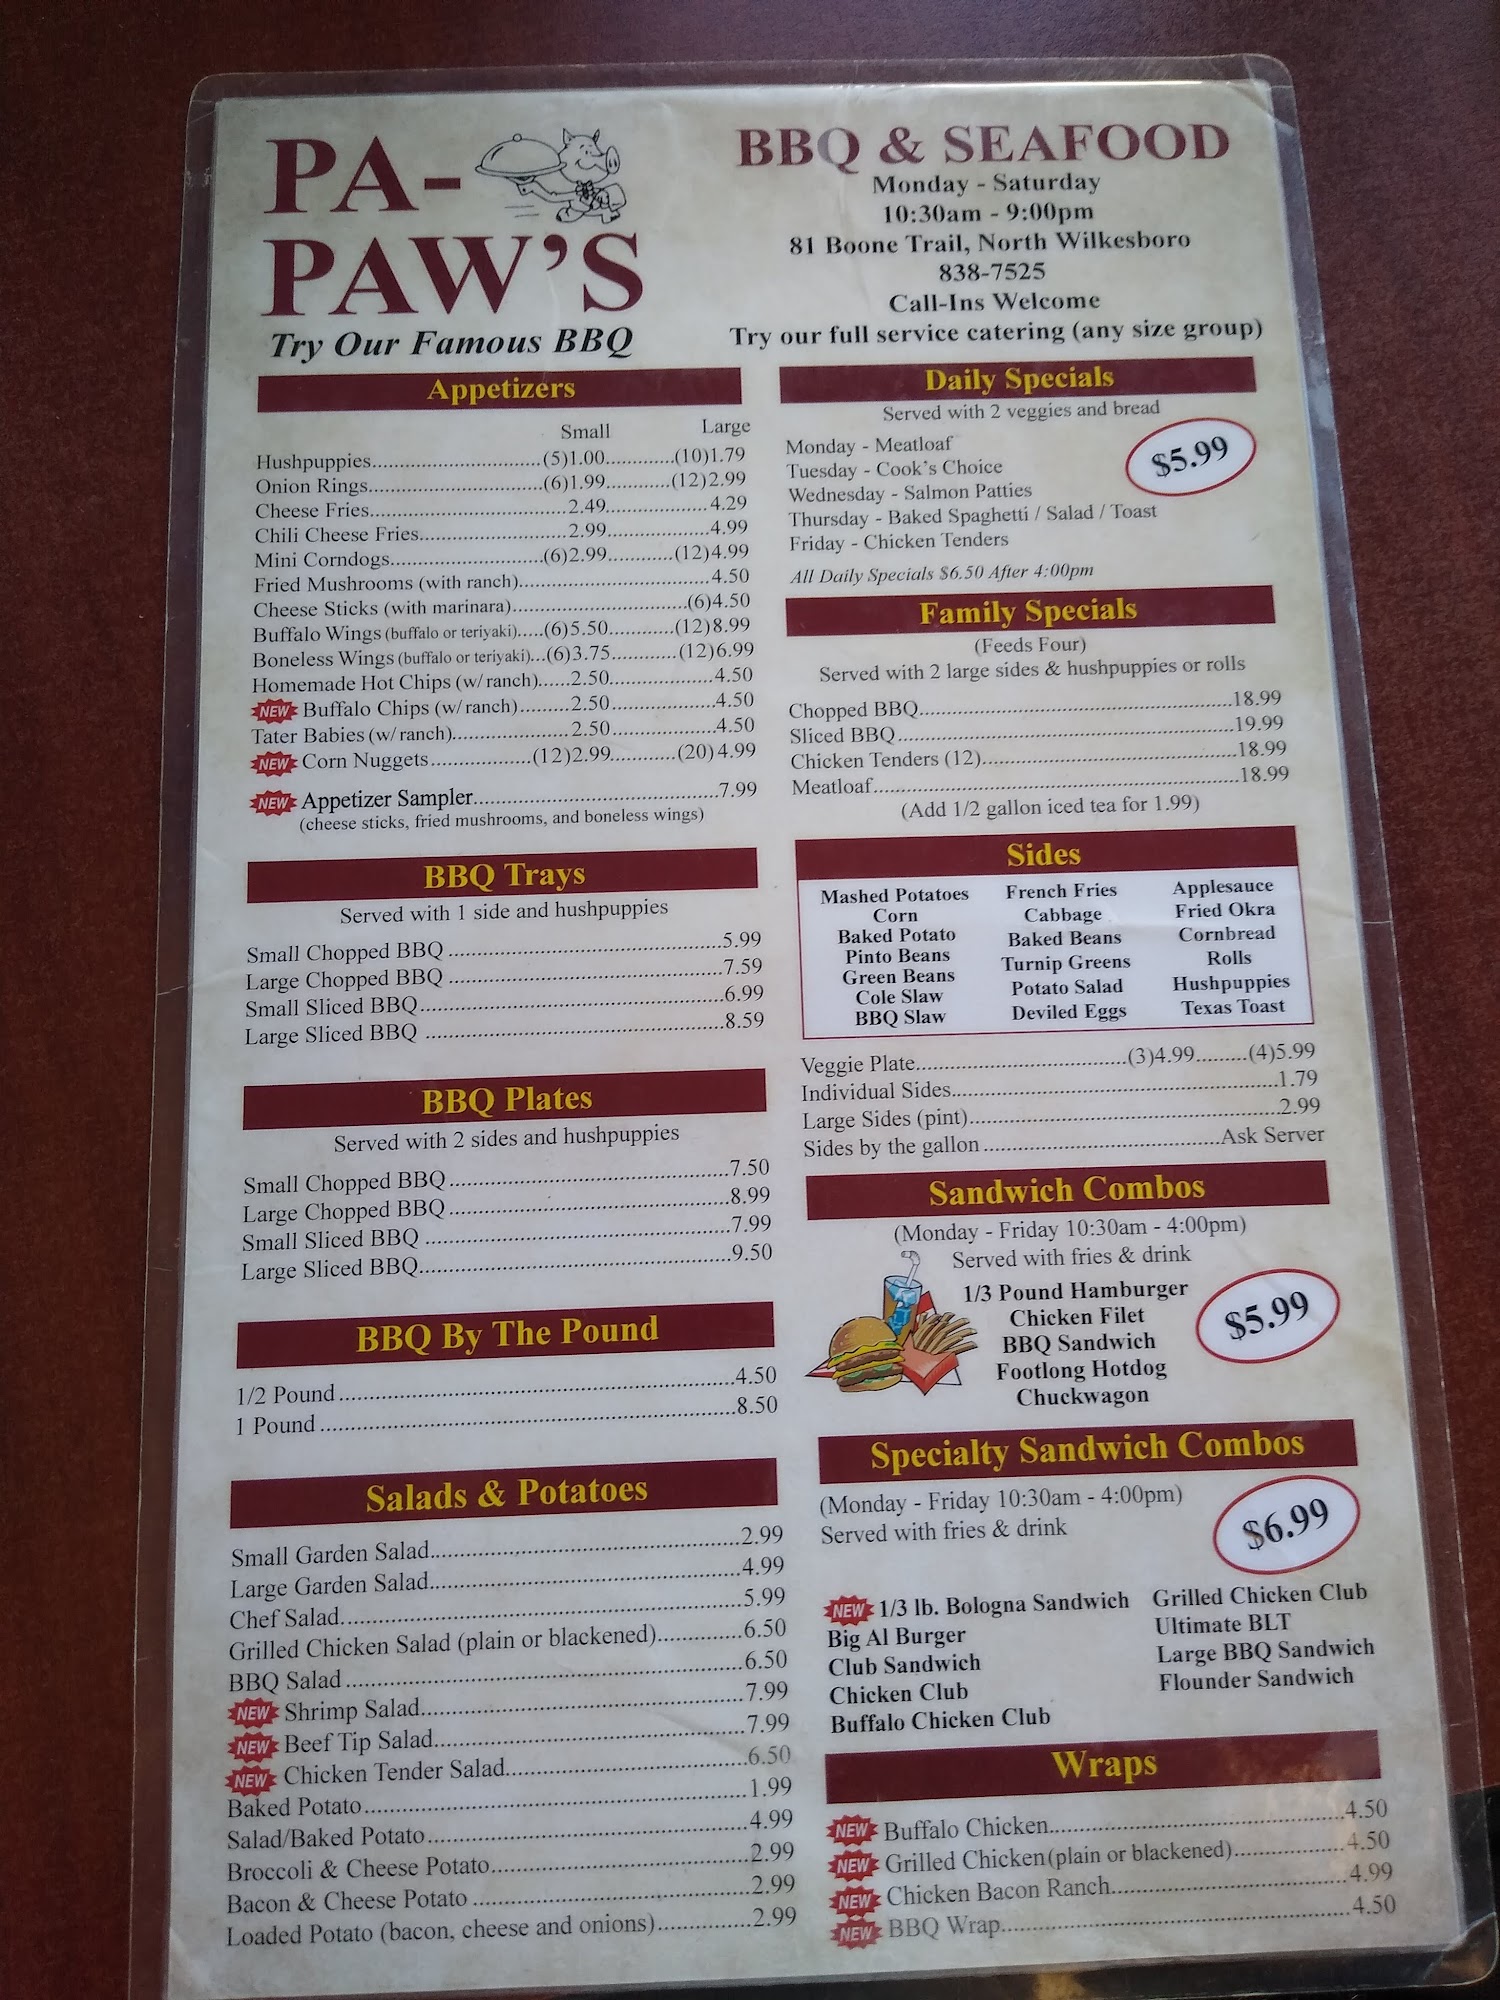 PA-
PAW'S
Try Our Famous BBQ
BBQ & SEAFOOD
Monday - Saturday
10:30am - 9:00pm
81 Boone Trail, North Wilkesboro
838-7525
Call-Ins Welcome
Try our full service catering (any size group)
Appetizers
Small Large
Hushpuppies..............................(5)1.00.............(10)1.79
Onion Rings...............................(6)1.99............(12)2.99
Cheese Fries...................................2.49...................4.29
Chili Cheese Fries..........................2.99...................4.99
Mini Corndogs...........................(6)2.99.............(12)4.99
Fried Mushrooms (with ranch)...................................4.50
Cheese Sticks (with marinara)................................(6)4.50
Buffalo Wings (buffalo or teriyaki).....(6)5.50............(12)8.99
Boneless Wings (buffalo or teriyaki)...(6)3.75............(12)6.99
Homemade Hot Chips (w/ ranch)......2.50...................4.50
NEW Buffalo Chips (w/ ranch).........2.50...................4.50
Tater Babies (w/ ranch).....................2.50...................4.50
NEW Corn Nuggets..................(12)2.99............(20)4.99
NEW Appetizer Sampler.............................................7.99
(cheese sticks, fried mushrooms, and boneless wings)
BBQ Trays
Served with 1 side and hushpuppies
Small Chopped BBQ.............................................5.99
Large Chopped BBQ.............................................7.59
Small Sliced BBQ..................................................6.99
Large Sliced BBQ.................................................8.59
BBQ Plates
Served with 2 sides and hushpuppies
Small Chopped BBQ.............................................7.50
Large Chopped BBQ.............................................8.99
Small Sliced BBQ.................................................7.99
Large Sliced BBQ..................................................9.50
BBQ By The Pound
1/2 Pound..............................................................4.50
1 Pound.................................................................8.50
Salads & Potatoes
Small Garden Salad................................................2.99
Large Garden Salad................................................4.99
Chef Salad..............................................................5.99
Grilled Chicken Salad (plain or blackened).............6.50
BBQ Salad.............................................................6.50
NEW Shrimp Salad..................................................7.99
NEW Beef Tip Salad................................................7.99
NEW Chicken Tender Salad.....................................6.50
Baked Potato..........................................................1.99
Salad/Baked Potato.................................................4.99
Broccoli & Cheese Potato........................................2.99
Bacon & Cheese Potato...........................................2.99
Loaded Potato (bacon, cheese and onions)..............2.99
Daily Specials
Served with 2 veggies and bread
$5.99
Monday - Meatloaf
Tuesday - Cook's Choice
Wednesday - Salmon Patties
Thursday - Baked Spaghetti / Salad / Toast
Friday - Chicken Tenders
All Daily Specials $6.50 After 4:00pm
Family Specials
(Feeds Four)
Served with 2 large sides & hushpuppies or rolls
Chopped BBQ.....................................................18.99
Sliced BBQ.........................................................19.99
Chicken Tenders (12)...........................................18.99
Meatloaf..............................................................18.99
(Add 1/2 gallon iced tea for 1.99)
Sides
Mashed Potatoes French Fries Applesauce
Corn Cabbage Fried Okra
Baked Potato Baked Beans Cornbread
Pinto Beans Turnip Greens Rolls
Green Beans Potato Salad Hushpuppies
Cole Slaw Deviled Eggs Texas Toast
BBQ Slaw
Veggie Plate...................................(3)4.99.........(4)5.99
Individual Sides.......................................................1.79
Large Sides (pint)....................................................2.99
Sides by the gallon.......................................Ask Server
Sandwich Combos
(Monday - Friday 10:30am - 4:00pm)
Served with fries & drink
$5.99
1/3 Pound Hamburger
Chicken Filet
BBQ Sandwich
Footlong Hotdog
Chuckwagon
Specialty Sandwich Combos
(Monday - Friday 10:30am - 4:00pm)
Served with fries & drink
$6.99
NEW 1/3 lb. Bologna Sandwich Grilled Chicken Club
Big Al Burger Ultimate BLT
Club Sandwich Large BBQ Sandwich
Chicken Club Flounder Sandwich
Buffalo Chicken Club
Wraps
NEW Buffalo Chicken................................................4.50
NEW Grilled Chicken(plain or blackened)..................4.50
NEW Chicken Bacon Ranch.......................................4.99
NEW BBQ Wrap.......................................................4.50